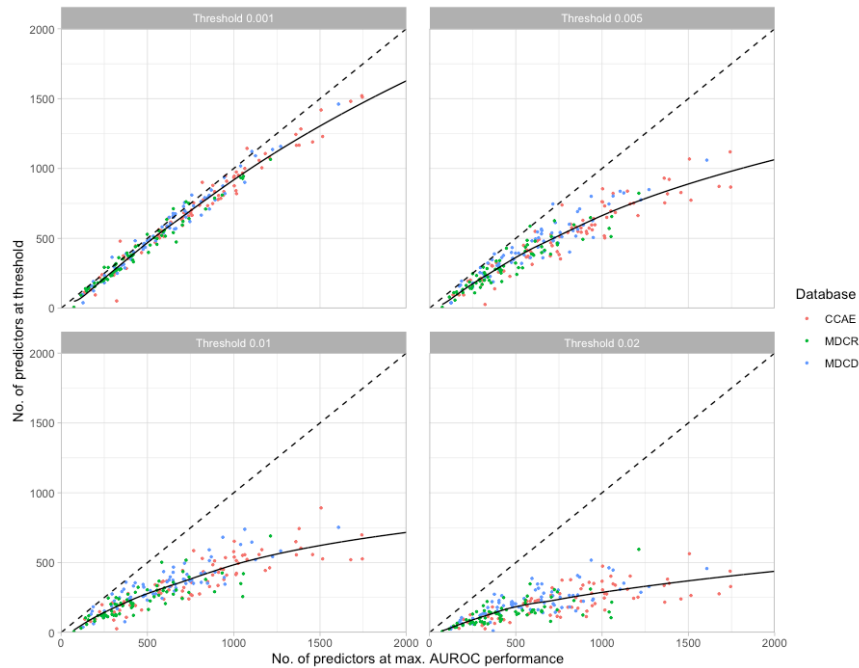 Threshold 0.001
Threshold 0.005
2000
1500
1000
500
0
Threshold 0.01
Threshold 0.02
2000
1500
1000
500
0
0
500
1000
1500
2000
0
500
1000
1500
2000
No. of predictors at max. AUROC performance
No. of predictors at threshold
Database
CCAE
MDCR
MDCD